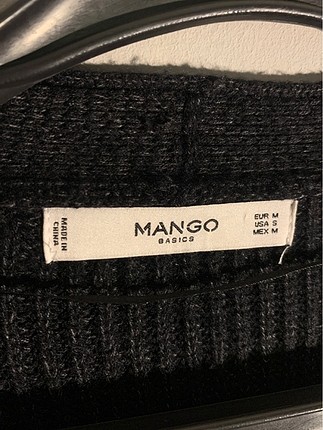 MADE IN
CHINA
MANGO
BASICS
EUR M
USA S
MEX M